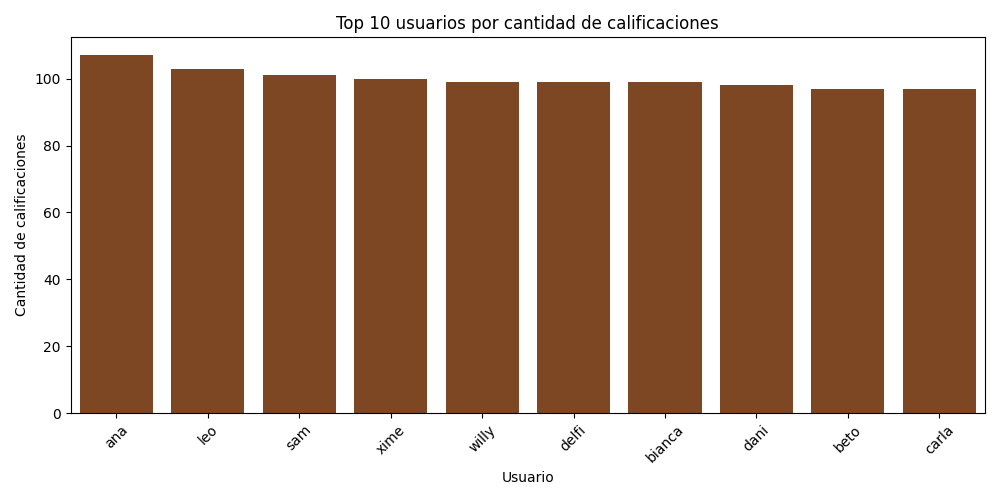 Top 10 usuarios por cantidad de calificaciones
Cantidad de calificaciones
100
80
60
40
20
0
ana
leo
sam
xime
willy
delfi
bianca
dani
beto
carla
Usuario